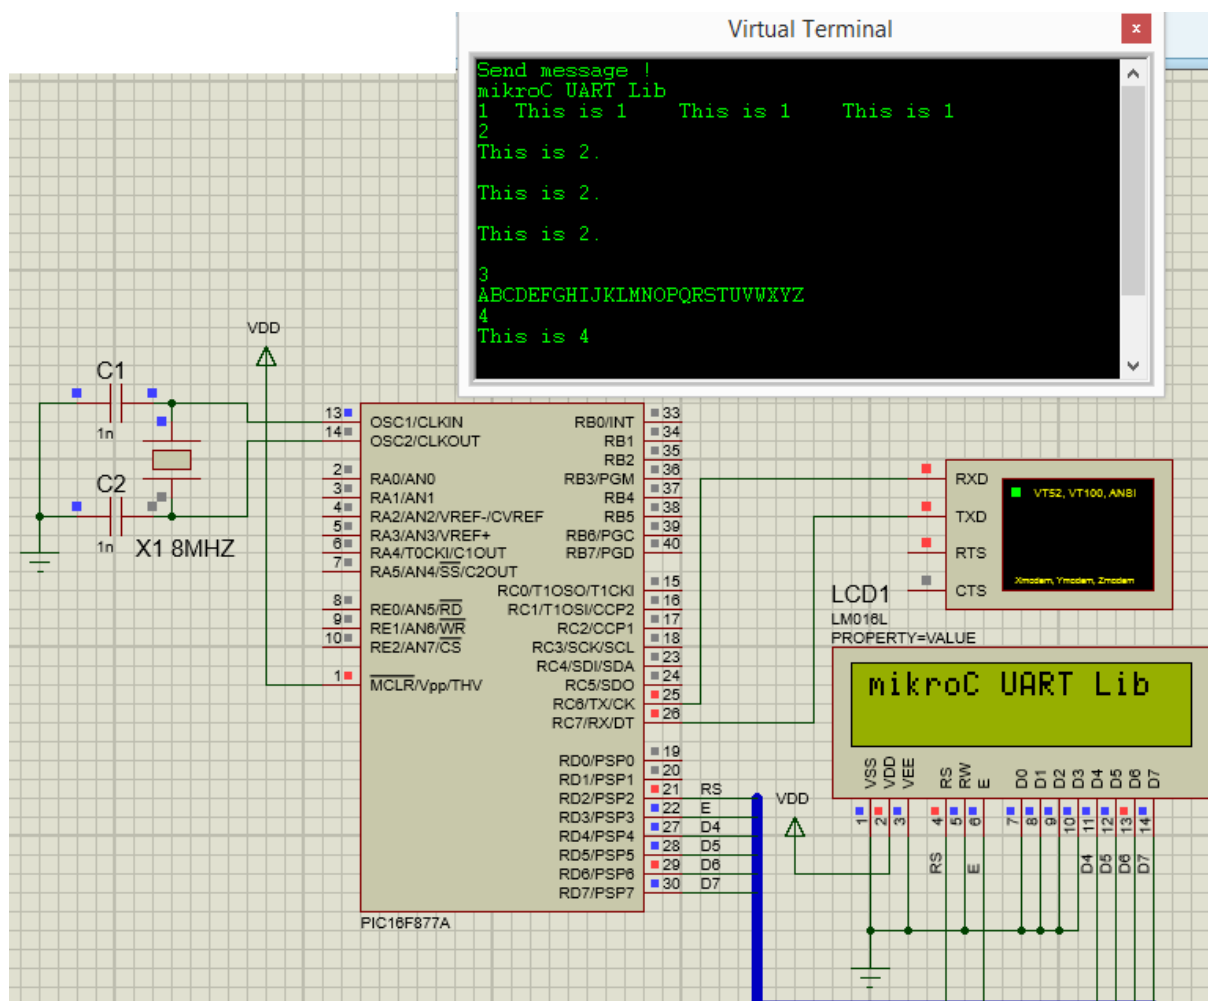 Virtual Terminal
x
Send message !
mikroC UART Lib
1  This is 1    This is 1    This is 1
2
This is 2.
This is 2.
This is 2.
3
ABCDEFGHIJKLMNOPQRSTUVWXYZ
4
This is 4
VDD
C1
1n
C2
1n
X1 8MHZ
13 OSC1/CLKIN
14 OSC2/CLKOUT
2 RA0/AN0
3 RA1/AN1
4 RA2/AN2/VREF-/CVREF
5 RA3/AN3/VREF+
6 RA4/T0CKI/C1OUT
7 RA5/AN4/SS/C2OUT
8 RE0/AN5/RD
9 RE1/AN6/WR
10 RE2/AN7/CS
1 MCLR/Vpp/THV
RB0/INT 33
RB1 34
RB2 35
RB3/PGM 36
RB4 37
RB5 38
RB6/PGC 39
RB7/PGD 40
RC0/T1OSO/T1CKI 15
RC1/T1OSI/CCP2 16
RC2/CCP1 17
RC3/SCK/SCL 18
RC4/SDI/SDA 23
RC5/SDO 24
RC6/TX/CK 25
RC7/RX/DT 26
RD0/PSP0 19
RD1/PSP1 20
RD2/PSP2 21 RS
RD3/PSP3 22 E
RD4/PSP4 27 D4
RD5/PSP5 28 D5
RD6/PSP6 29 D6
RD7/PSP7 30 D7
PIC16F877A
RXD
TXD
RTS
CTS
VT52, VT100, ANSI
Xmodem, Ymodem, Zmodem
LCD1
LM016L
PROPERTY=VALUE
mikroC UART Lib
VSS VDD VEE RS RW E D0 D1 D2 D3 D4 D5 D6 D7
1 2 3 4 5 6 7 8 9 10 11 12 13 14
VDD
RS E D4 D5 D6 D7